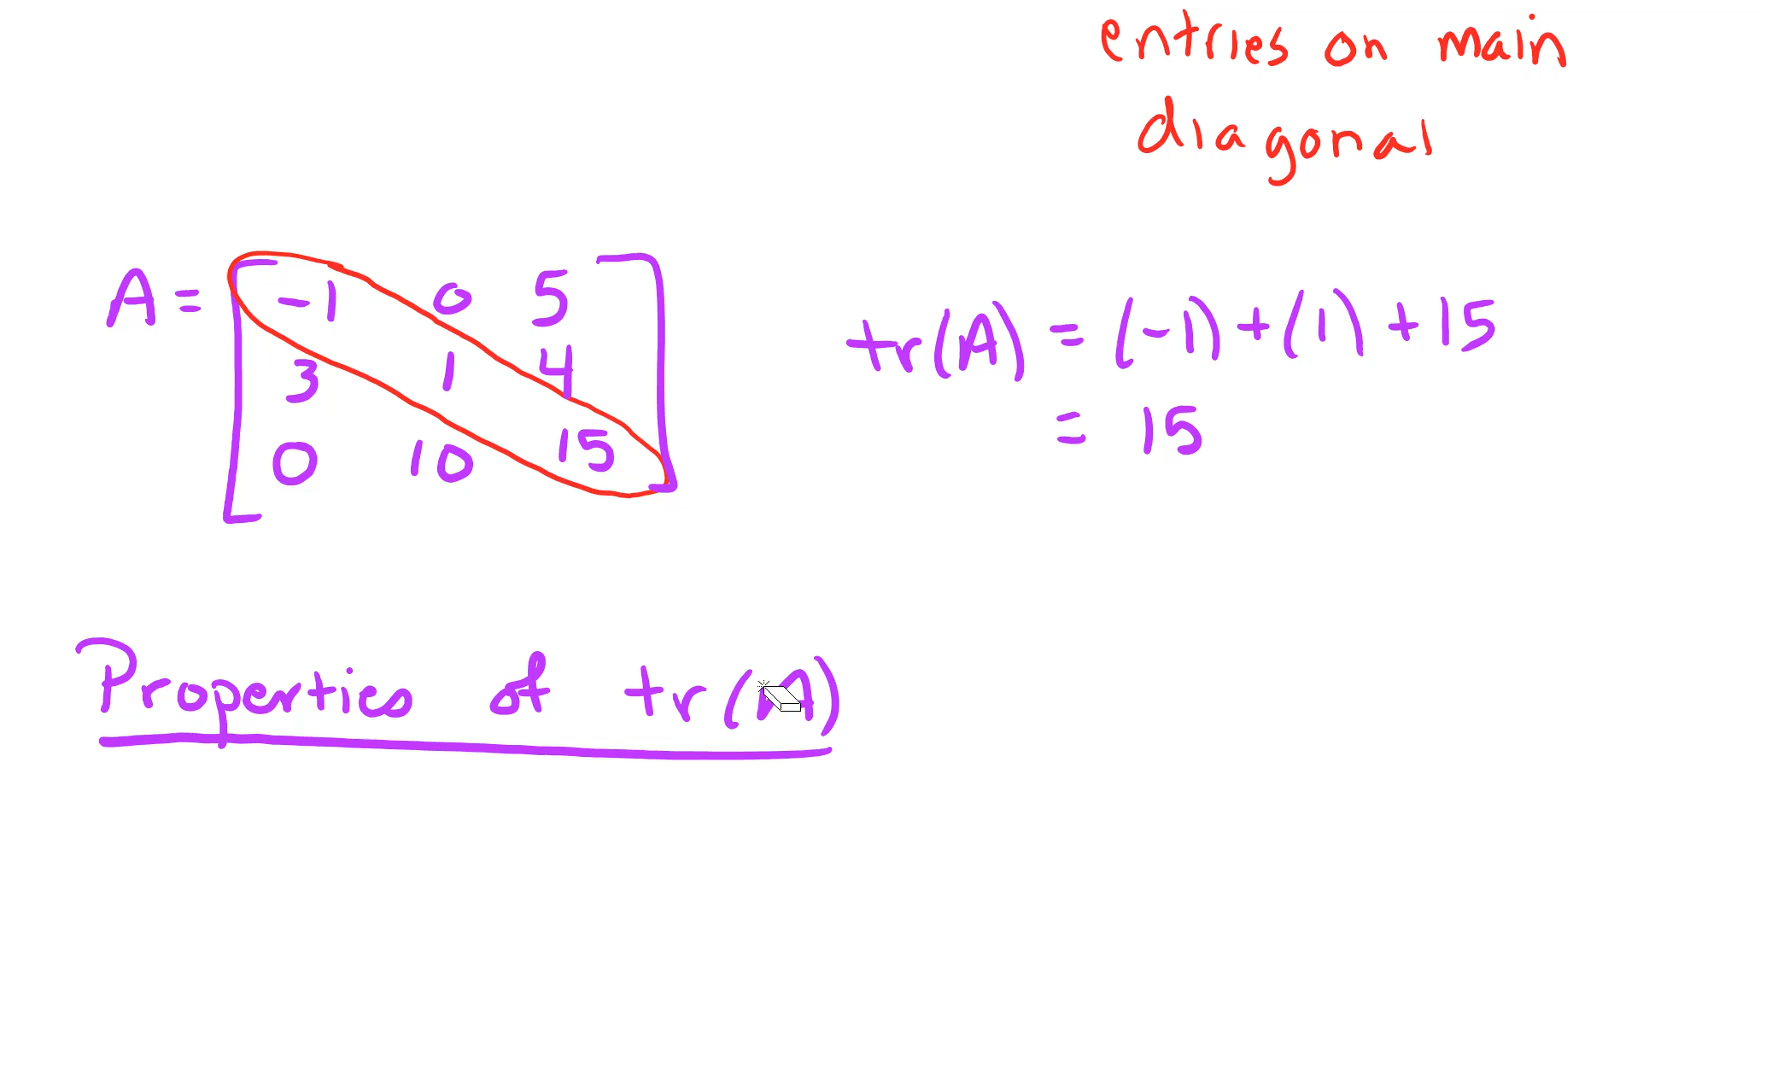 entries on main
diagonal
A = [ -1 0 5
3 1 4
0 10 15 ]
tr(A) = (-1) + (1) + 15
= 15
Properties of tr(A)